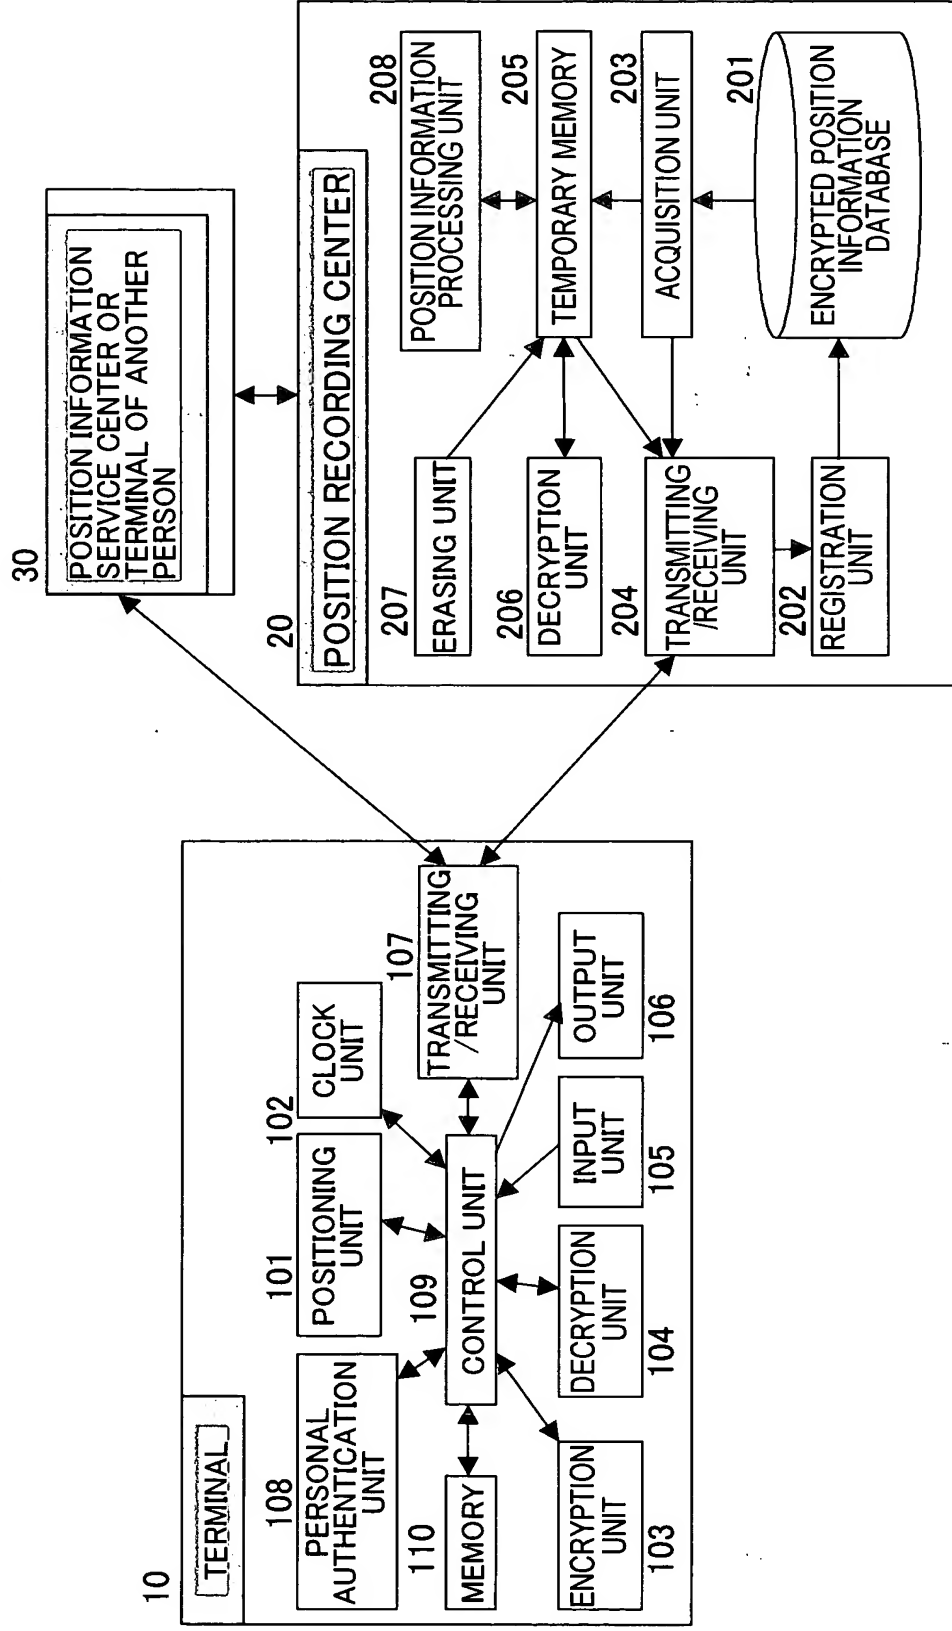 10
TERMINAL
108
PERSONAL
AUTHENTICATION
UNIT
101
POSITIONING
UNIT
102
CLOCK
UNIT
107
TRANSMITTING
/RECEIVING
UNIT
110
MEMORY
109
CONTROL UNIT
ENCRYPTION
UNIT
103
DECRYPTION
UNIT
104
INPUT
UNIT
105
OUTPUT
UNIT
106
30
POSITION INFORMATION
SERVICE CENTER OR
TERMINAL OF ANOTHER
PERSON
20
POSITION RECORDING CENTER
207
ERASING UNIT
208
POSITION INFORMATION
PROCESSING UNIT
206
DECRYPTION
UNIT
205
TEMPORARY MEMORY
204
TRANSMITTING
/RECEIVING
UNIT
203
ACQUISITION UNIT
202
REGISTRATION
UNIT
201
ENCRYPTED POSITION
INFORMATION
DATABASE